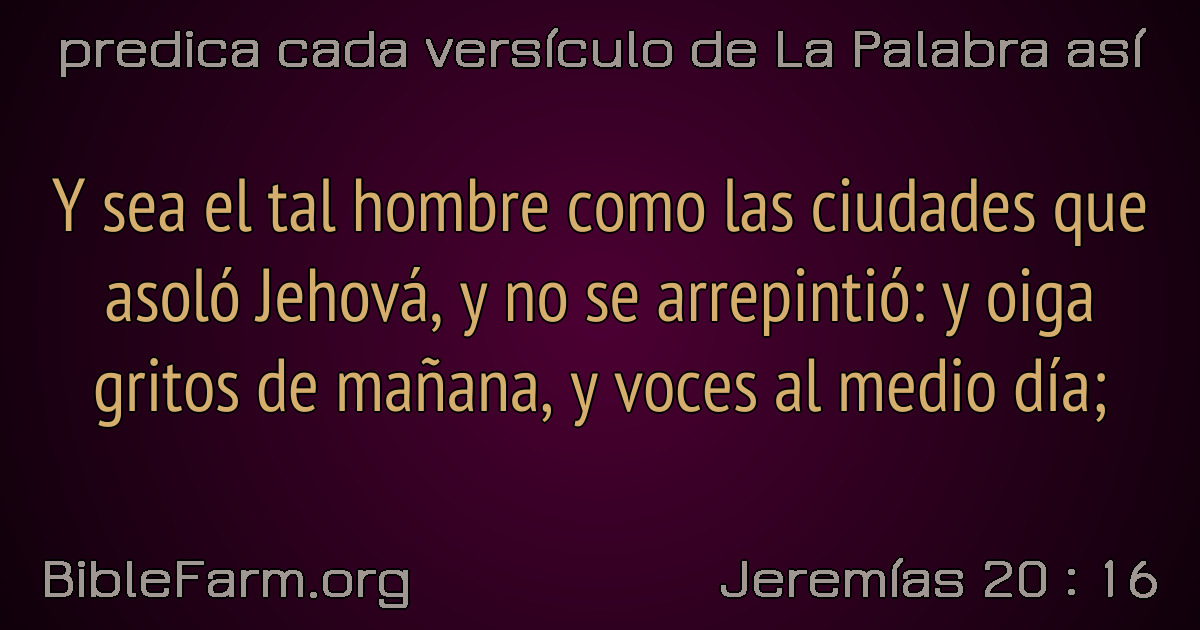 predica cada versículo de La Palabra así
Y sea el tal hombre como las ciudades que
asoló Jehová, y no se arrepintió: y oiga
gritos de mañana, y voces al medio día;
BibleFarm.org
Jeremías 20 : 16